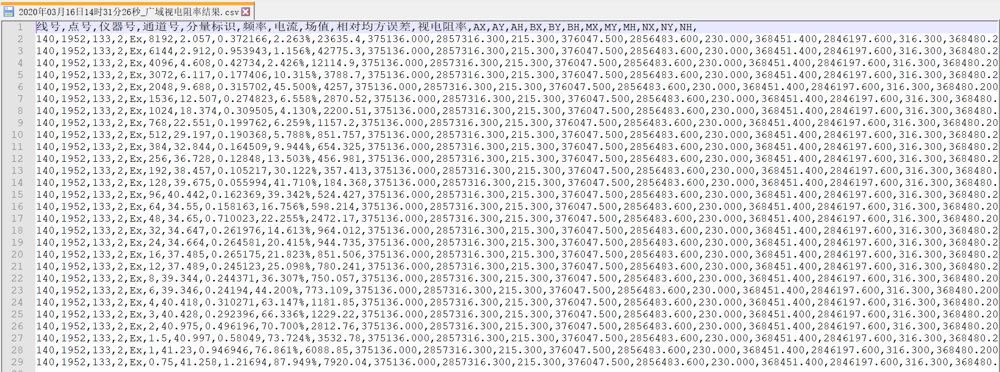 2020年03月16日14时31分26秒_广域视电阻率结果.csv
1 线号,点号,仪器号,通道号,分量标识,频率,电流,场值,相对均方误差,视电阻率,AX,AY,AH,BX,BY,BH,MX,MY,MH,NX,NY,NH,
2 140,1952,133,2,Ex,8192,2.057,0.372166,2.263%,23635.4,375136.000,2857316.300,215.300,376047.500,2856483.600,230.000,368451.400,2846197.600,316.300,368480.2
3 140,1952,133,2,Ex,6144,2.912,0.953943,1.156%,42775.3,375136.000,2857316.300,215.300,376047.500,2856483.600,230.000,368451.400,2846197.600,316.300,368480.2
4 140,1952,133,2,Ex,4096,4.608,0.42734,2.426%,12114.9,375136.000,2857316.300,215.300,376047.500,2856483.600,230.000,368451.400,2846197.600,316.300,368480.20
5 140,1952,133,2,Ex,3072,6.117,0.177406,10.315%,3788.7,375136.000,2857316.300,215.300,376047.500,2856483.600,230.000,368451.400,2846197.600,316.300,368480.2
6 140,1952,133,2,Ex,2048,9.688,0.315702,45.500%,4257,375136.000,2857316.300,215.300,376047.500,2856483.600,230.000,368451.400,2846197.600,316.300,368480.200
7 140,1952,133,2,Ex,1536,12.507,0.274823,6.558%,2870.52,375136.000,2857316.300,215.300,376047.500,2856483.600,230.000,368451.400,2846197.600,316.300,368480.
8 140,1952,133,2,Ex,1024,18.374,0.309505,4.130%,2200.51,375136.000,2857316.300,215.300,376047.500,2856483.600,230.000,368451.400,2846197.600,316.300,368480.
9 140,1952,133,2,Ex,768,22.551,0.199762,6.259%,1157.2,375136.000,2857316.300,215.300,376047.500,2856483.600,230.000,368451.400,2846197.600,316.300,368480.20
10 140,1952,133,2,Ex,512,29.197,0.190368,5.788%,851.757,375136.000,2857316.300,215.300,376047.500,2856483.600,230.000,368451.400,2846197.600,316.300,368480.2
11 140,1952,133,2,Ex,384,32.844,0.164509,9.944%,654.325,375136.000,2857316.300,215.300,376047.500,2856483.600,230.000,368451.400,2846197.600,316.300,368480.2
12 140,1952,133,2,Ex,256,36.728,0.12848,13.503%,456.981,375136.000,2857316.300,215.300,376047.500,2856483.600,230.000,368451.400,2846197.600,316.300,368480.2
13 140,1952,133,2,Ex,192,38.457,0.105217,30.122%,357.413,375136.000,2857316.300,215.300,376047.500,2856483.600,230.000,368451.400,2846197.600,316.300,368480.
14 140,1952,133,2,Ex,128,39.675,0.055994,41.710%,184.368,375136.000,2857316.300,215.300,376047.500,2856483.600,230.000,368451.400,2846197.600,316.300,368480.
15 140,1952,133,2,Ex,96,40.442,0.162369,39.342%,524.427,375136.000,2857316.300,215.300,376047.500,2856483.600,230.000,368451.400,2846197.600,316.300,368480.2
16 140,1952,133,2,Ex,64,34.55,0.158163,16.756%,598.214,375136.000,2857316.300,215.300,376047.500,2856483.600,230.000,368451.400,2846197.600,316.300,368480.20
17 140,1952,133,2,Ex,48,34.65,0.710023,22.255%,2472.17,375136.000,2857316.300,215.300,376047.500,2856483.600,230.000,368451.400,2846197.600,316.300,368480.20
18 140,1952,133,2,Ex,32,34.647,0.261976,14.613%,964.012,375136.000,2857316.300,215.300,376047.500,2856483.600,230.000,368451.400,2846197.600,316.300,368480.2
19 140,1952,133,2,Ex,24,34.664,0.264581,20.415%,944.735,375136.000,2857316.300,215.300,376047.500,2856483.600,230.000,368451.400,2846197.600,316.300,368480.2
20 140,1952,133,2,Ex,16,37.485,0.265175,21.823%,851.506,375136.000,2857316.300,215.300,376047.500,2856483.600,230.000,368451.400,2846197.600,316.300,368480.2
21 140,1952,133,2,Ex,12,37.489,0.245123,25.098%,780.241,375136.000,2857316.300,215.300,376047.500,2856483.600,230.000,368451.400,2846197.600,316.300,368480.2
22 140,1952,133,2,Ex,8,39.344,0.244371,36.307%,750.057,375136.000,2857316.300,215.300,376047.500,2856483.600,230.000,368451.400,2846197.600,316.300,368480.20
23 140,1952,133,2,Ex,6,39.346,0.24194,44.200%,773.109,375136.000,2857316.300,215.300,376047.500,2856483.600,230.000,368451.400,2846197.600,316.300,368480.200
24 140,1952,133,2,Ex,4,40.418,0.310271,63.147%,1181.85,375136.000,2857316.300,215.300,376047.500,2856483.600,230.000,368451.400,2846197.600,316.300,368480.20
25 140,1952,133,2,Ex,3,40.428,0.292396,66.336%,1229.22,375136.000,2857316.300,215.300,376047.500,2856483.600,230.000,368451.400,2846197.600,316.300,368480.20
26 140,1952,133,2,Ex,2,40.975,0.496196,70.700%,2812.76,375136.000,2857316.300,215.300,376047.500,2856483.600,230.000,368451.400,2846197.600,316.300,368480.20
27 140,1952,133,2,Ex,1.5,40.997,0.58049,73.724%,3532.78,375136.000,2857316.300,215.300,376047.500,2856483.600,230.000,368451.400,2846197.600,316.300,368480.2
28 140,1952,133,2,Ex,1,41.23,0.946946,76.861%,6088.85,375136.000,2857316.300,215.300,376047.500,2856483.600,230.000,368451.400,2846197.600,316.300,368480.200
29 140,1952,133,2,Ex,0.75,41.258,1.21694,87.949%,7920.04,375136.000,2857316.300,215.300,376047.500,2856483.600,230.000,368451.400,2846197.600,316.300,368480.